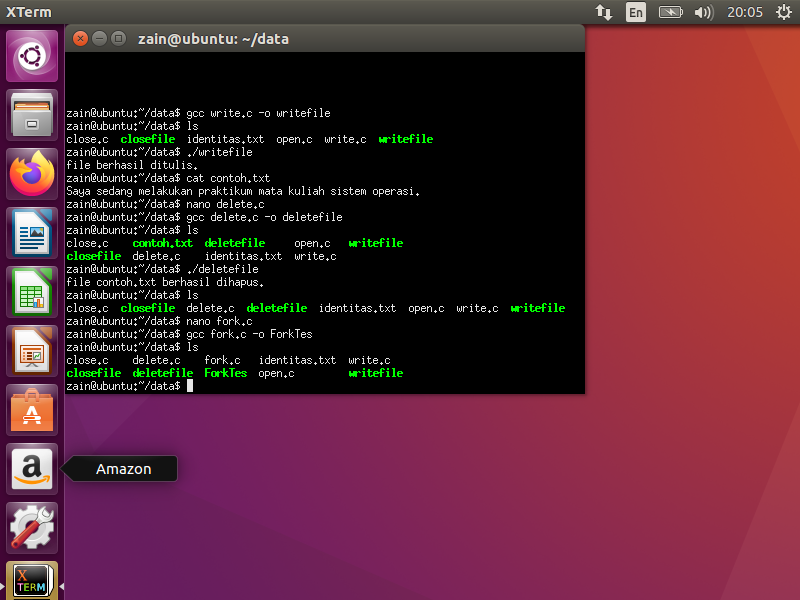 XTerm
En
20:05
zain@ubuntu: ~/data
zain@ubuntu:~/data$ gcc write.c -o writefile
zain@ubuntu:~/data$ ls
close.c closefile identitas.txt open.c write.c writefile
zain@ubuntu:~/data$ ./writefile
file berhasil ditulis.
zain@ubuntu:~/data$ cat contoh.txt
Saya sedang melakukan praktikum mata kuliah sistem operasi.
zain@ubuntu:~/data$ nano delete.c
zain@ubuntu:~/data$ gcc delete.c -o deletefile
zain@ubuntu:~/data$ ls
close.c contoh.txt deletefile open.c writefile
closefile delete.c identitas.txt write.c
zain@ubuntu:~/data$ ./deletefile
file contoh.txt berhasil dihapus.
zain@ubuntu:~/data$ ls
close.c closefile delete.c deletefile identitas.txt open.c write.c writefile
zain@ubuntu:~/data$ nano fork.c
zain@ubuntu:~/data$ gcc fork.c -o ForkTes
zain@ubuntu:~/data$ ls
close.c delete.c fork.c identitas.txt write.c
closefile deletefile ForkTes open.c writefile
zain@ubuntu:~/data$
A
a
Amazon
X
TERM